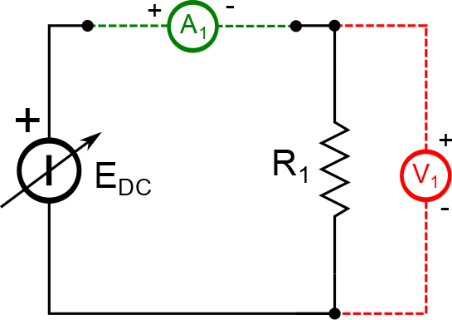 + A1 -
+
EDC
R1
+
V1
-